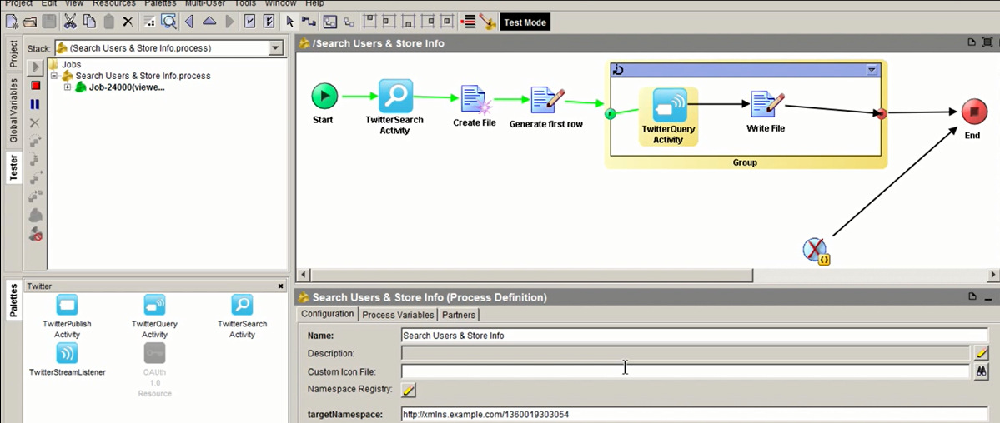 Project Edit View Resources Palettes Multi-User Tools Window Help
Test Mode
Project
Global Variables
Tester
Stack: (Search Users & Store Info.process)
Jobs
Search Users & Store Info.process
Job-24000(viewe...
/Search Users & Store Info
Start
TwitterSearch
Activity
Create File
Generate first row
TwitterQuery
Activity
Write File
Group
End
Palettes
Twitter
TwitterPublish
Activity
TwitterQuery
Activity
TwitterSearch
Activity
TwitterStreamListener
OAUth
1.0
Resource
Search Users & Store Info (Process Definition)
Configuration Process Variables Partners
Name: Search Users & Store Info
Description:
Custom Icon File:
Namespace Registry:
targetNamespace: http://xmlns.example.com/1360019303054